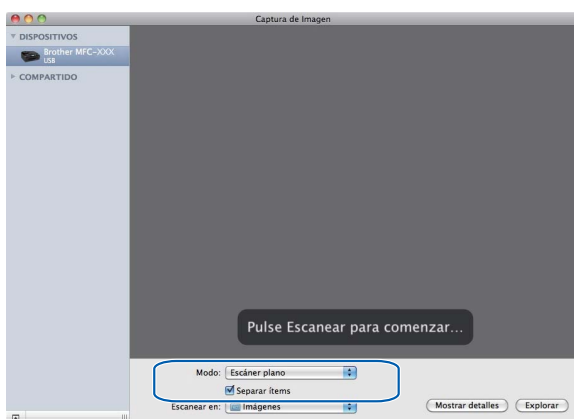 Captura de Imagen
DISPOSITIVOS
Brother MFC-XXX
USB
COMPARTIDO
Pulse Escanear para comenzar...
Modo: Escáner plano
Separar ítems
Escanear en: Imágenes
Mostrar detalles
Explorar